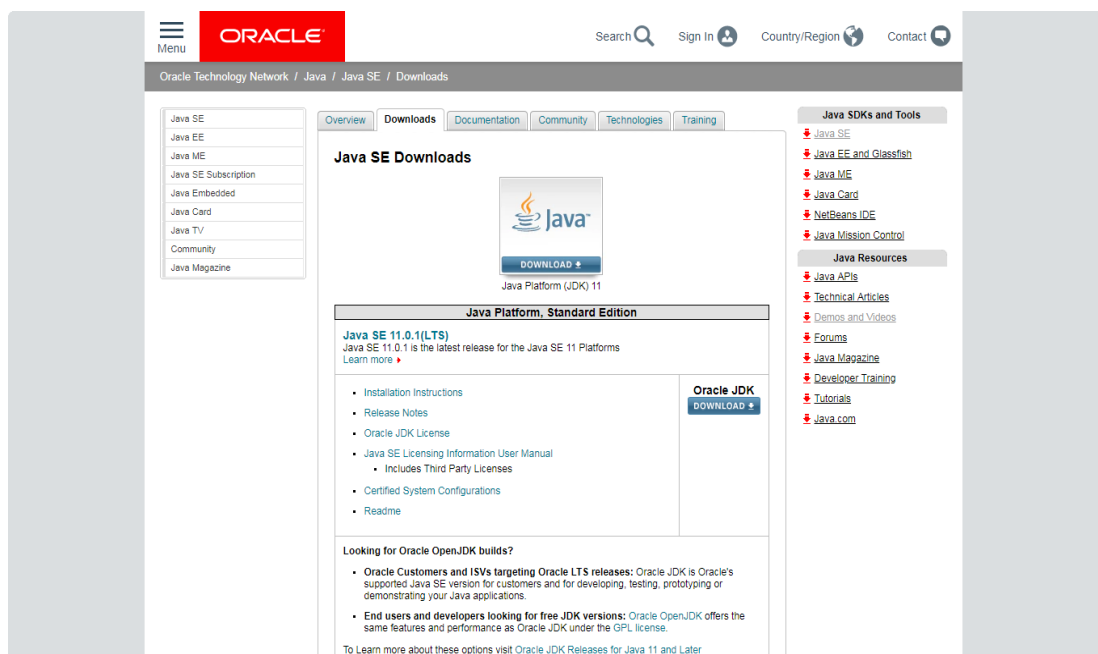 Menu
ORACLE
Search
Sign In
Country/Region
Contact
Oracle Technology Network / Java / Java SE / Downloads
Java SE
Java EE
Java ME
Java SE Subscription
Java Embedded
Java Card
Java TV
Community
Java Magazine
Overview
Downloads
Documentation
Community
Technologies
Training
Java SE Downloads
Java
DOWNLOAD
Java Platform (JDK) 11
Java Platform, Standard Edition
Java SE 11.0.1(LTS)
Java SE 11.0.1 is the latest release for the Java SE 11 Platforms
Learn more
Installation Instructions
Release Notes
Oracle JDK License
Java SE Licensing Information User Manual
Includes Third Party Licenses
Certified System Configurations
Readme
Oracle JDK
DOWNLOAD
Looking for Oracle OpenJDK builds?
Oracle Customers and ISVs targeting Oracle LTS releases: Oracle JDK is Oracle's
supported Java SE version for customers and for developing, testing, prototyping or
demonstrating your Java applications.
End users and developers looking for free JDK versions: Oracle OpenJDK offers the
same features and performance as Oracle JDK under the GPL license.
To Learn more about these options visit Oracle JDK Releases for Java 11 and Later
Java SDKs and Tools
Java SE
Java EE and Glassfish
Java ME
Java Card
NetBeans IDE
Java Mission Control
Java Resources
Java APIs
Technical Articles
Demos and Videos
Forums
Java Magazine
Developer Training
Tutorials
Java.com